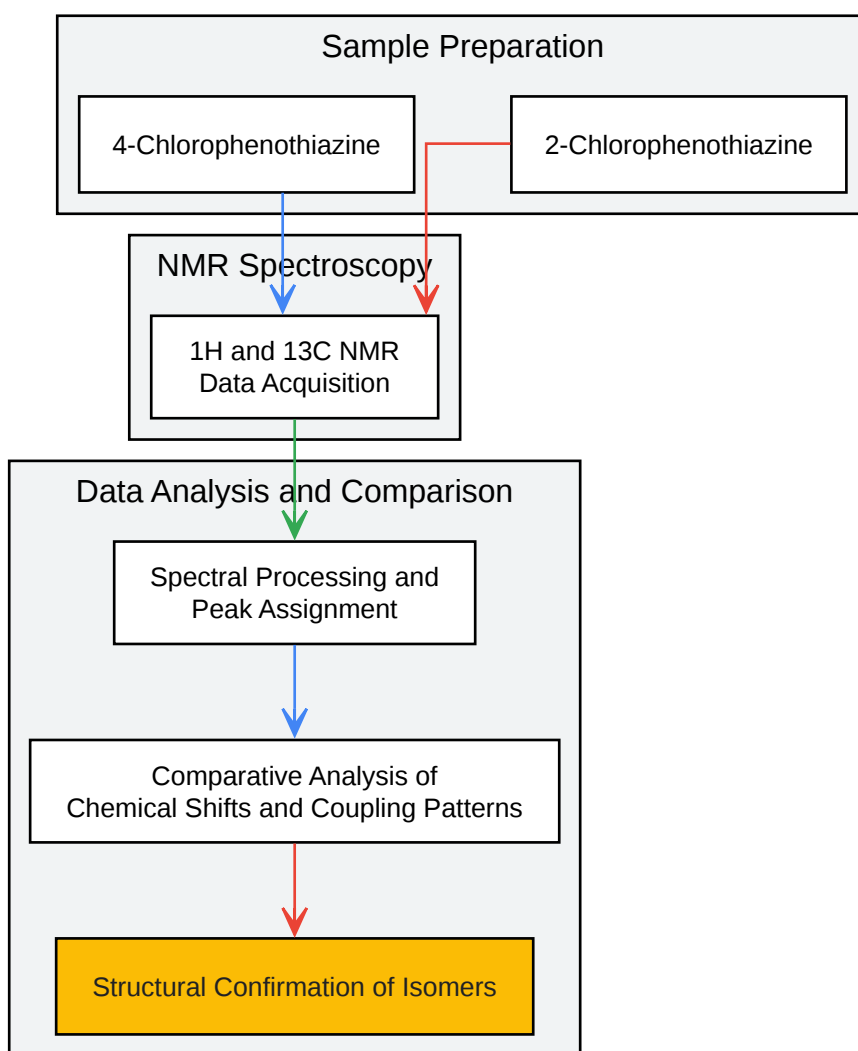 Sample Preparation
4-Chlorophenothiazine
2-Chlorophenothiazine
NMR Spectroscopy
1H and 13C NMR
Data Acquisition
Data Analysis and Comparison
Spectral Processing and
Peak Assignment
Comparative Analysis of
Chemical Shifts and Coupling Patterns
Structural Confirmation of Isomers